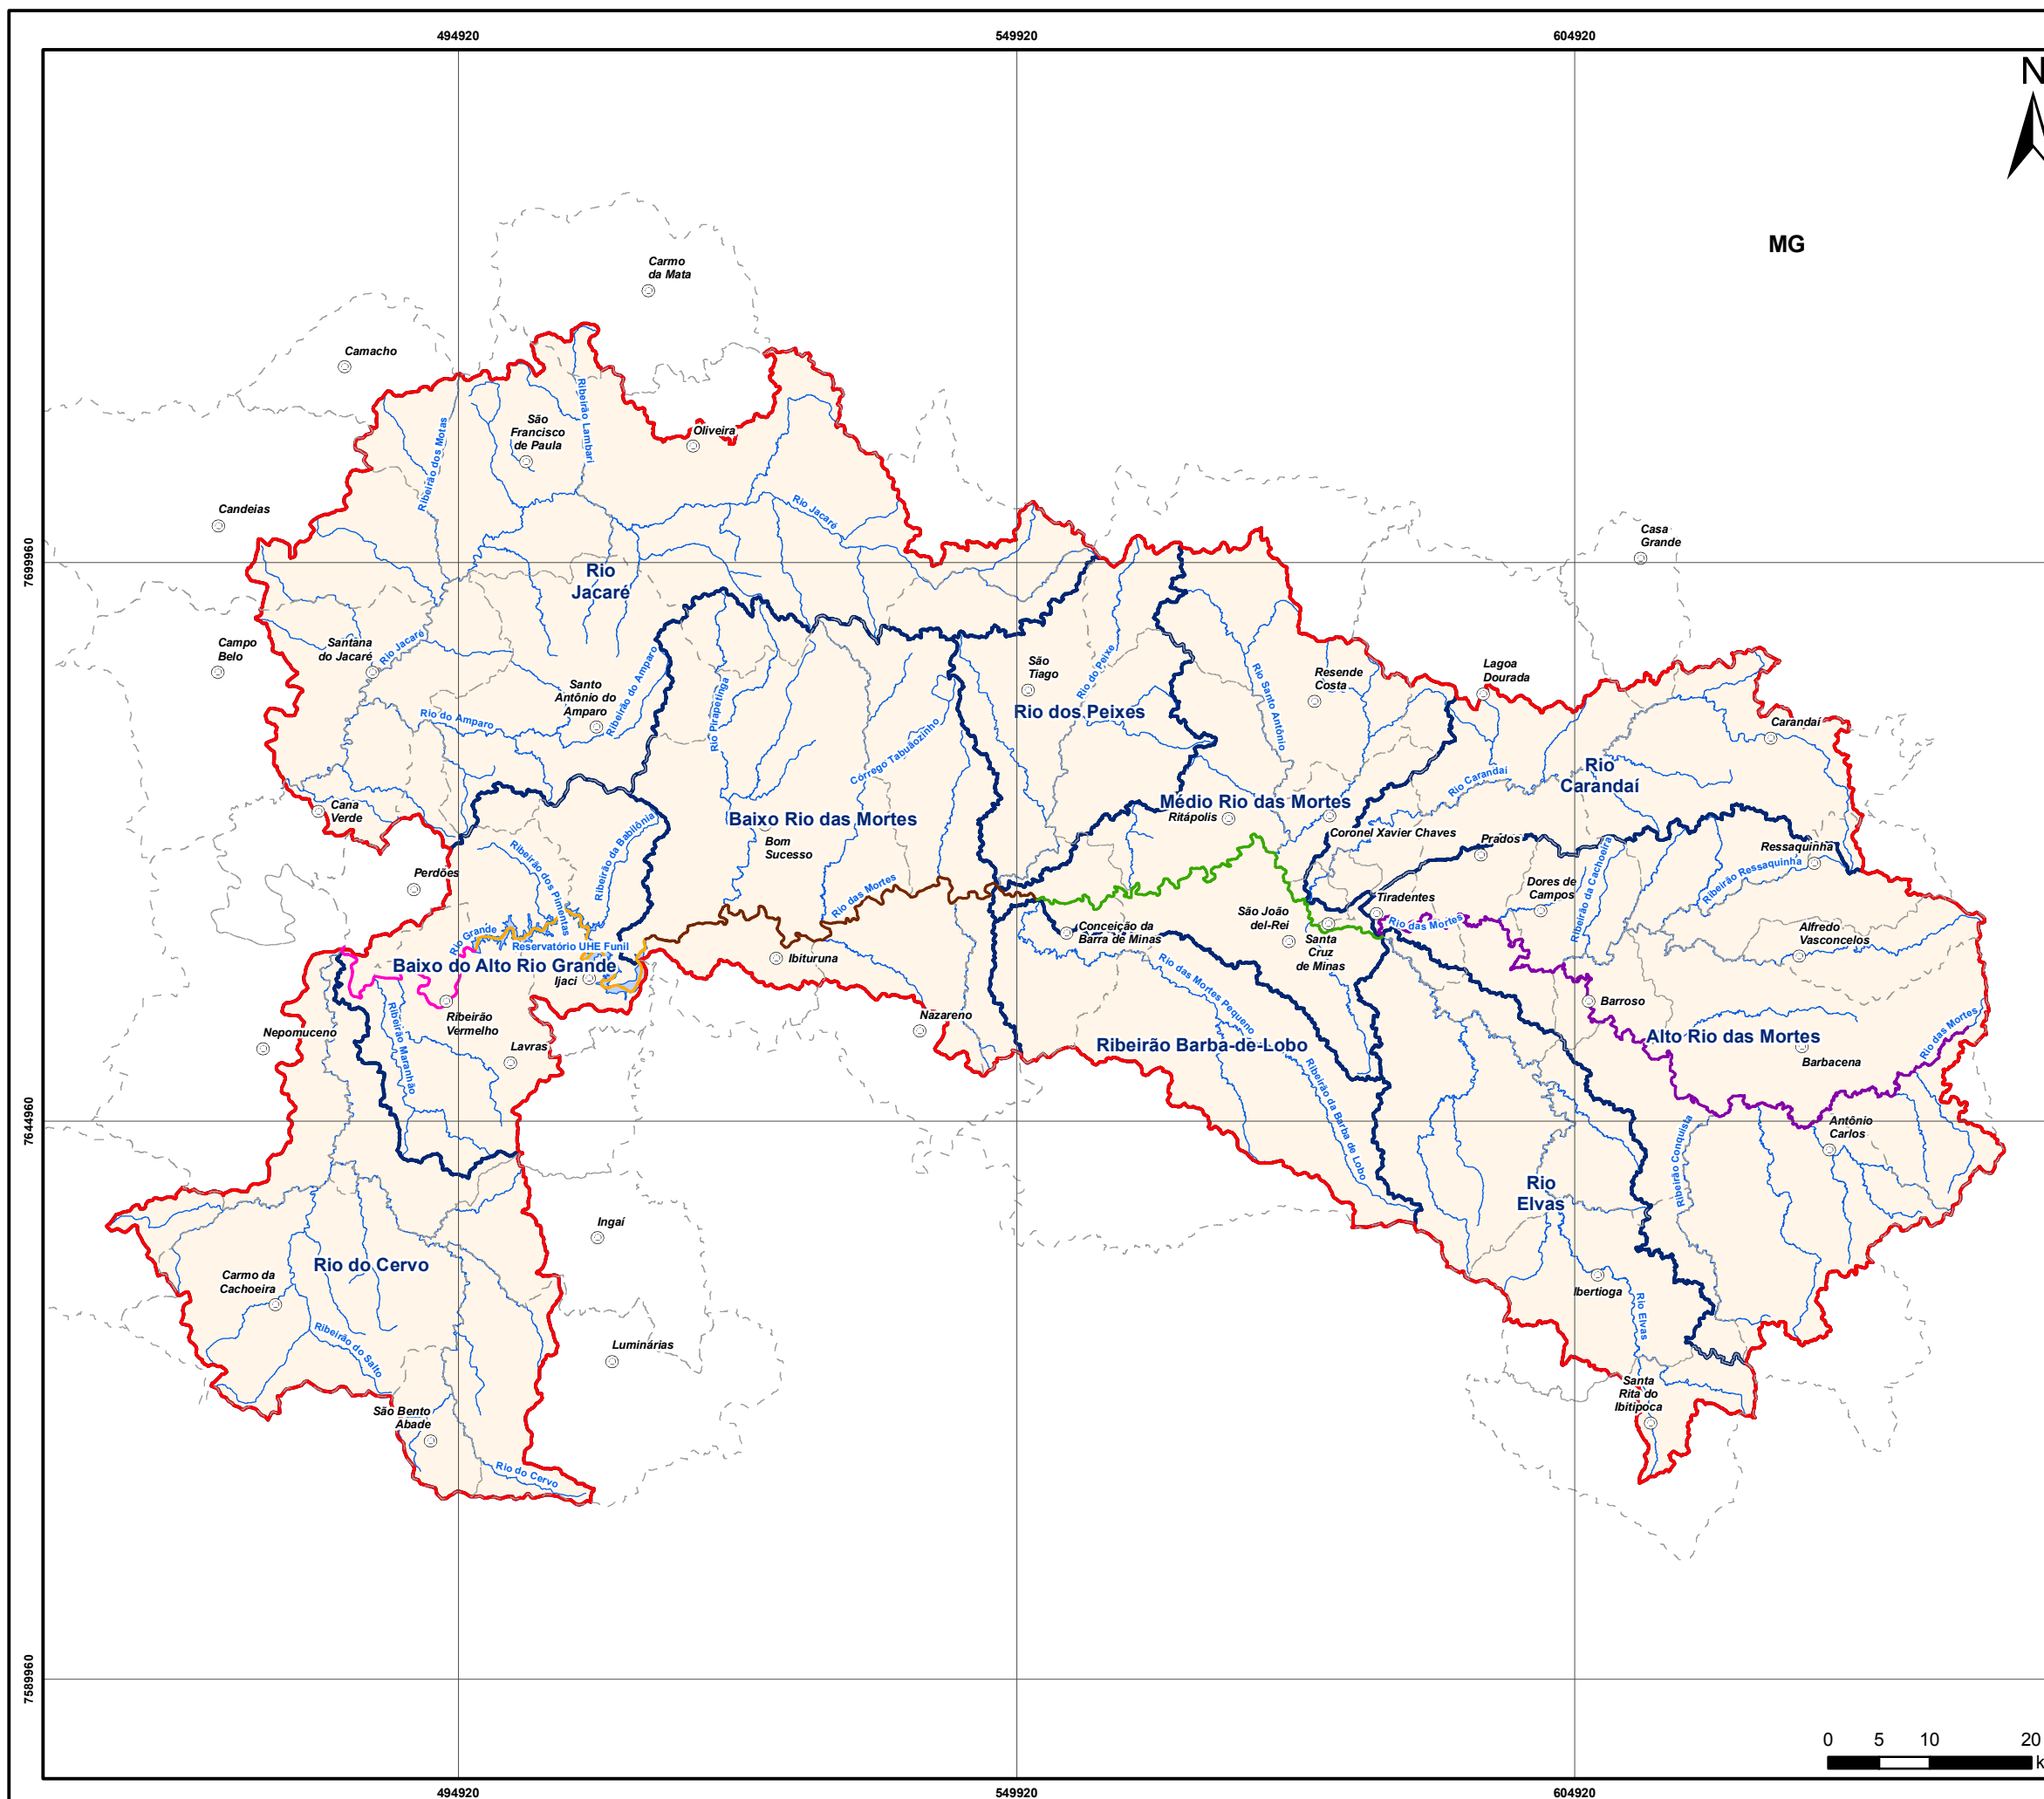 494920
549920
604920
N
MG
Carmo
da Mata
Camacho
São
Francisco
de Paula
Ribeirão Lambari
Ribeirão dos Motas
Oliveira
Candeias
Rio Jacaré
Casa
Grande
7699960
Rio
Jacaré
Campo
Belo
Santana
do Jacaré
Rio Jacaré
Santo
Antônio do
Amparo
Ribeirão do Amparo
Rio do Amparo
Rio Pirapetinga
Córrego Tabuãozinho
São
Tiago
Rio do Peixe
Rio dos Peixes
Rio Santo Antônio
Resende
Costa
Lagoa
Dourada
Carandaí
Rio
Carandaí
Rio Carandaí
Cana
Verde
Baixo Rio das Mortes
Bom
Sucesso
Médio Rio das Mortes
Ritápolis
Coronel Xavier Chaves
Prados
Ressaquinha
Ribeirão Ressaquinha
Ribeirão da Cachoeira
Perdões
Ribeirão dos Pimentas
Ribeirão da Babilônia
Rio das Mortes
Dores de
Campos
Tiradentes
São João
del-Rei
Rio das Mortes
Santa
Cruz
de Minas
Conceição da
Barra de Minas
Alfredo
Vasconcelos
Rio Grande
Reservatório UHE Funil
Baixo do Alto Rio Grande
Ijaci
Ibituruna
Rio das Mortes Pequeno
Barroso
Ribeirão
Vermelho
Nazareno
Nepomuceno
Lavras
Ribeirão Maranhão
Ribeirão Barba-de-Lobo
Ribeirão da Barba de Lobo
Alto Rio das Mortes
Rio das Mortes
Barbacena
7644960
Antônio
Carlos
Ribeirão Conquista
Rio
Elvas
Ingaí
Rio do Cervo
Carmo da
Cachoeira
Ibertioga
Rio Elvas
Ribeirão do Salto
Luminárias
Santa
Rita do
Ibitipoca
São Bento
Abade
Rio do Cervo
7589960
0 5 10 20
k
494920
549920
604920